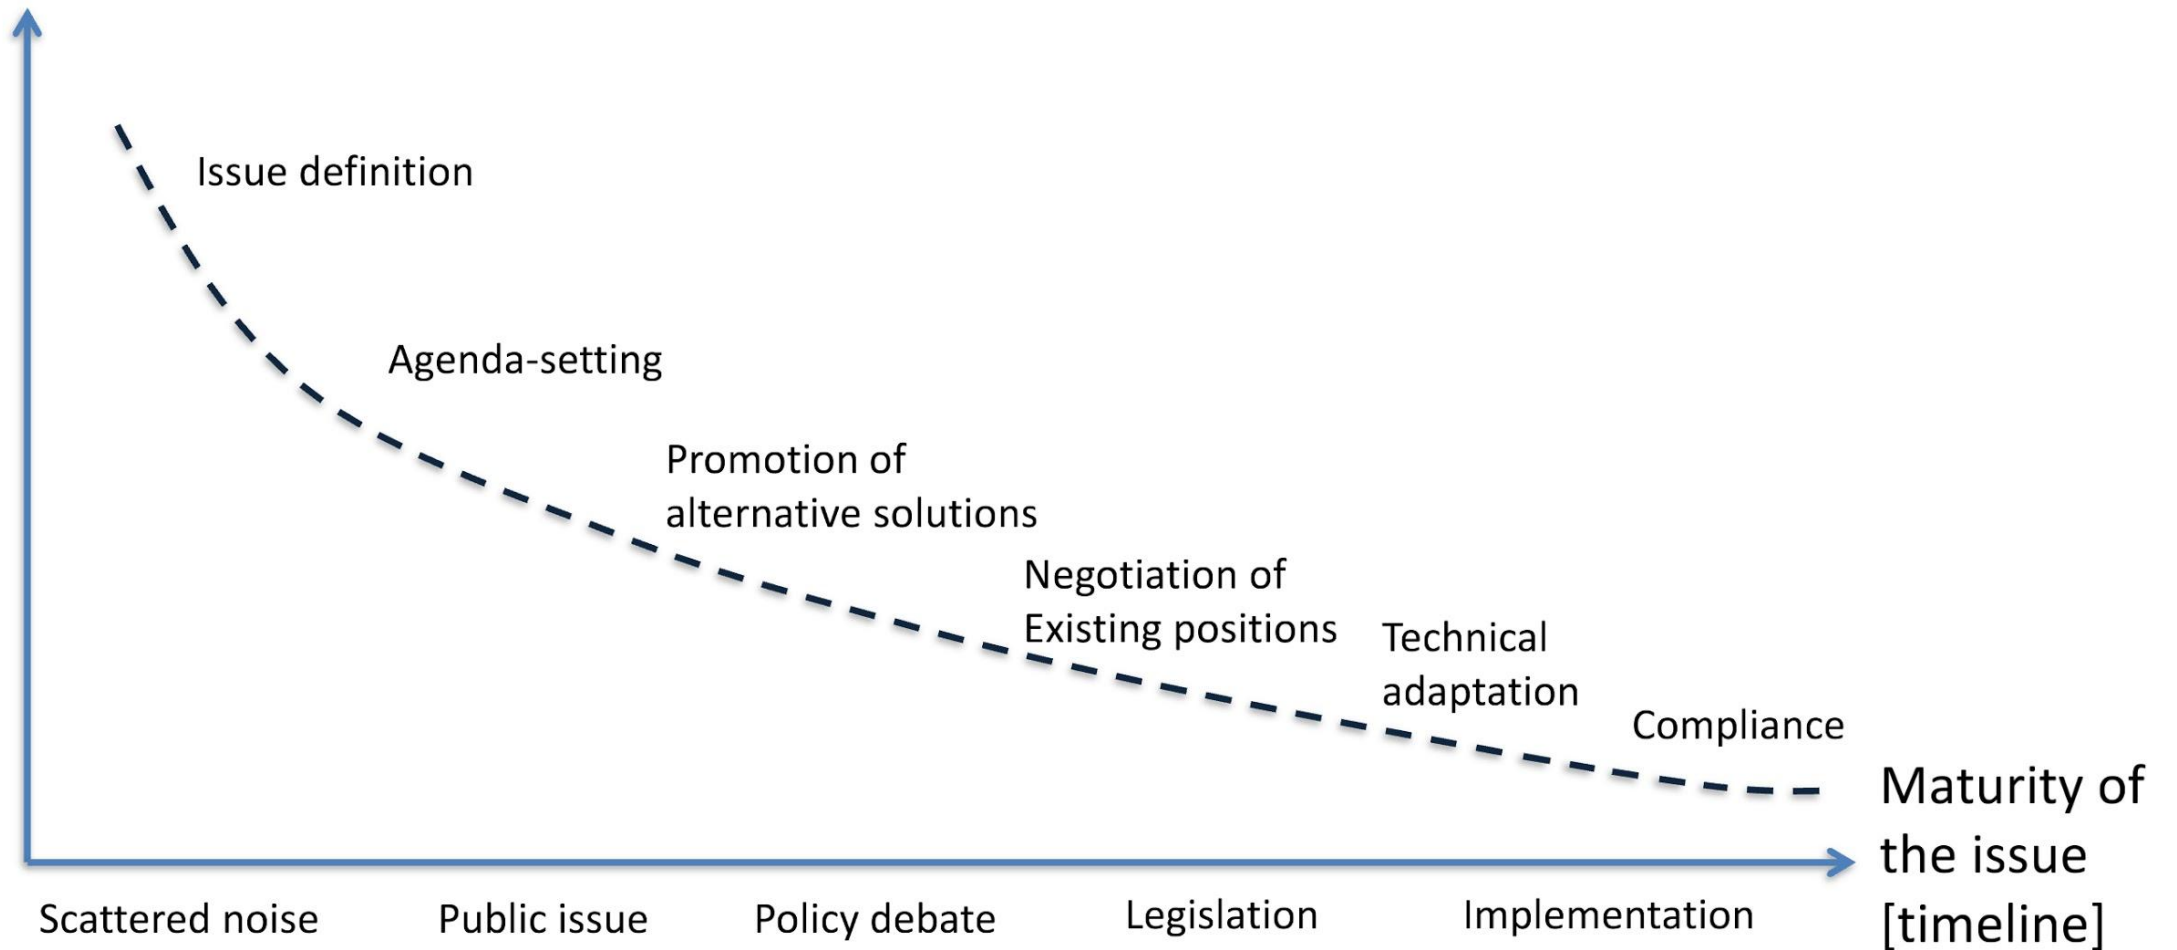 Issue definition
Agenda-setting
Promotion of
alternative solutions
Negotiation of
Existing positions
Technical
adaptation
Compliance
Maturity of
the issue
[timeline]
Scattered noise
Public issue
Policy debate
Legislation
Implementation